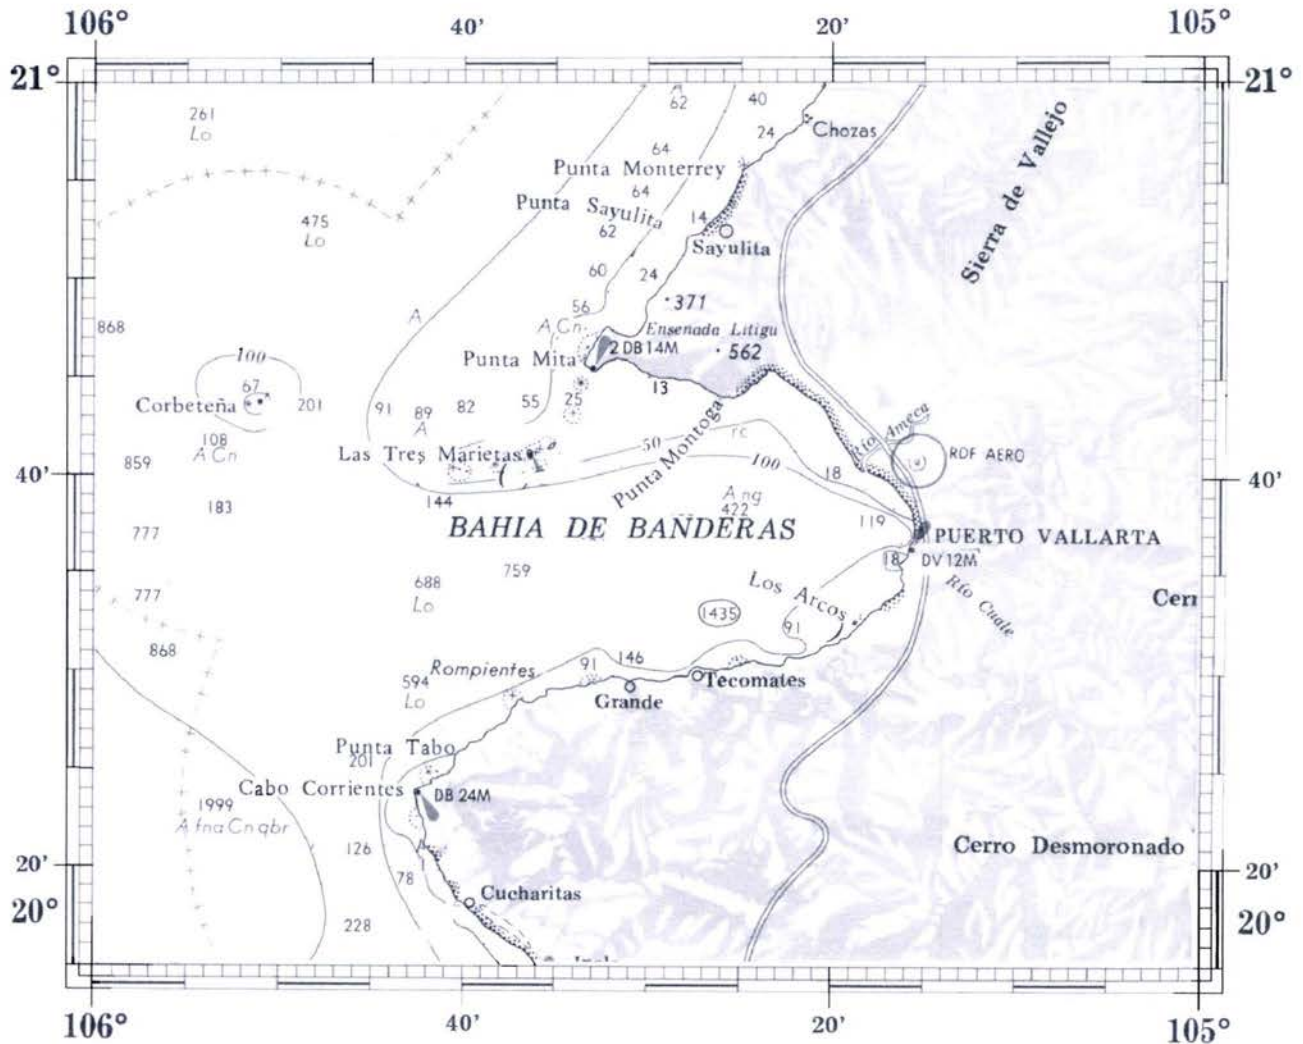 106° 40' 20' 105°
21° 21°
261
Lo
62
40
24
Chozas
64
Punta Monterrey
64
Punta Sayulita
62
14
Sayulita
Sierra de Vallejo
475
Lo
60
24
56
371
868
A
A Cn
Ensenada Litigu
2 DB 14M
562
Punta Mita
100
67
Corbeteña
201
13
91
89
A
82
55
25
108
A Cn
859
Las Tres Marietas
50
rc
100
Punta Montoga
Río Ameca
RDF AERO
40' 40'
18
144
183
A ng
422
119
BAHIA DE BANDERAS
777
PUERTO VALLARTA
18
DV 12M
759
688
Lo
777
Los Arcos
Río Cuale
Cerr
1435
91
868
Rompientes
91
146
594
Lo
Tecomates
Grande
Punta Tabo
201
Cabo Corrientes
DB 24M
1999
A fna Cn qbr
126
Cerro Desmoronado
20' 20'
78
Cucharitas
20° 20°
228
106° 40' 20' 105°